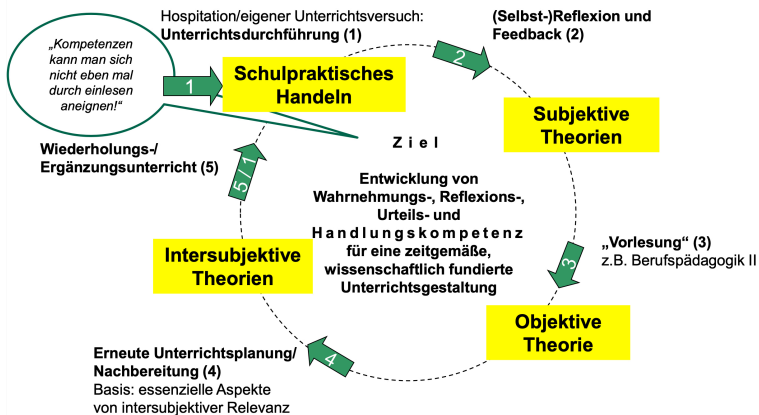 Hospitation/eigener Unterrichtsversuch:
Unterrichtsdurchführung (1)
(Selbst-)Reflexion und
Feedback (2)
„Kompetenzen
kann man sich
nicht eben mal
durch einlesen
aneignen!“
1
Schulpraktisches
Handeln
2
Subjektive
Theorien
Wiederholungs-/
Ergänzungsunterricht (5)
5 / 1
Ziel
Entwicklung von
Wahrnehmungs-, Reflexions-,
Urteils- und
Handlungskompetenz
für eine zeitgemäße,
wissenschaftlich fundierte
Unterrichtsgestaltung
Intersubjektive
Theorien
„Vorlesung“ (3)
z.B. Berufspädagogik II
3
Objektive
Theorie
4
Erneute Unterrichtsplanung/
Nachbereitung (4)
Basis: essenzielle Aspekte
von intersubjektiver Relevanz